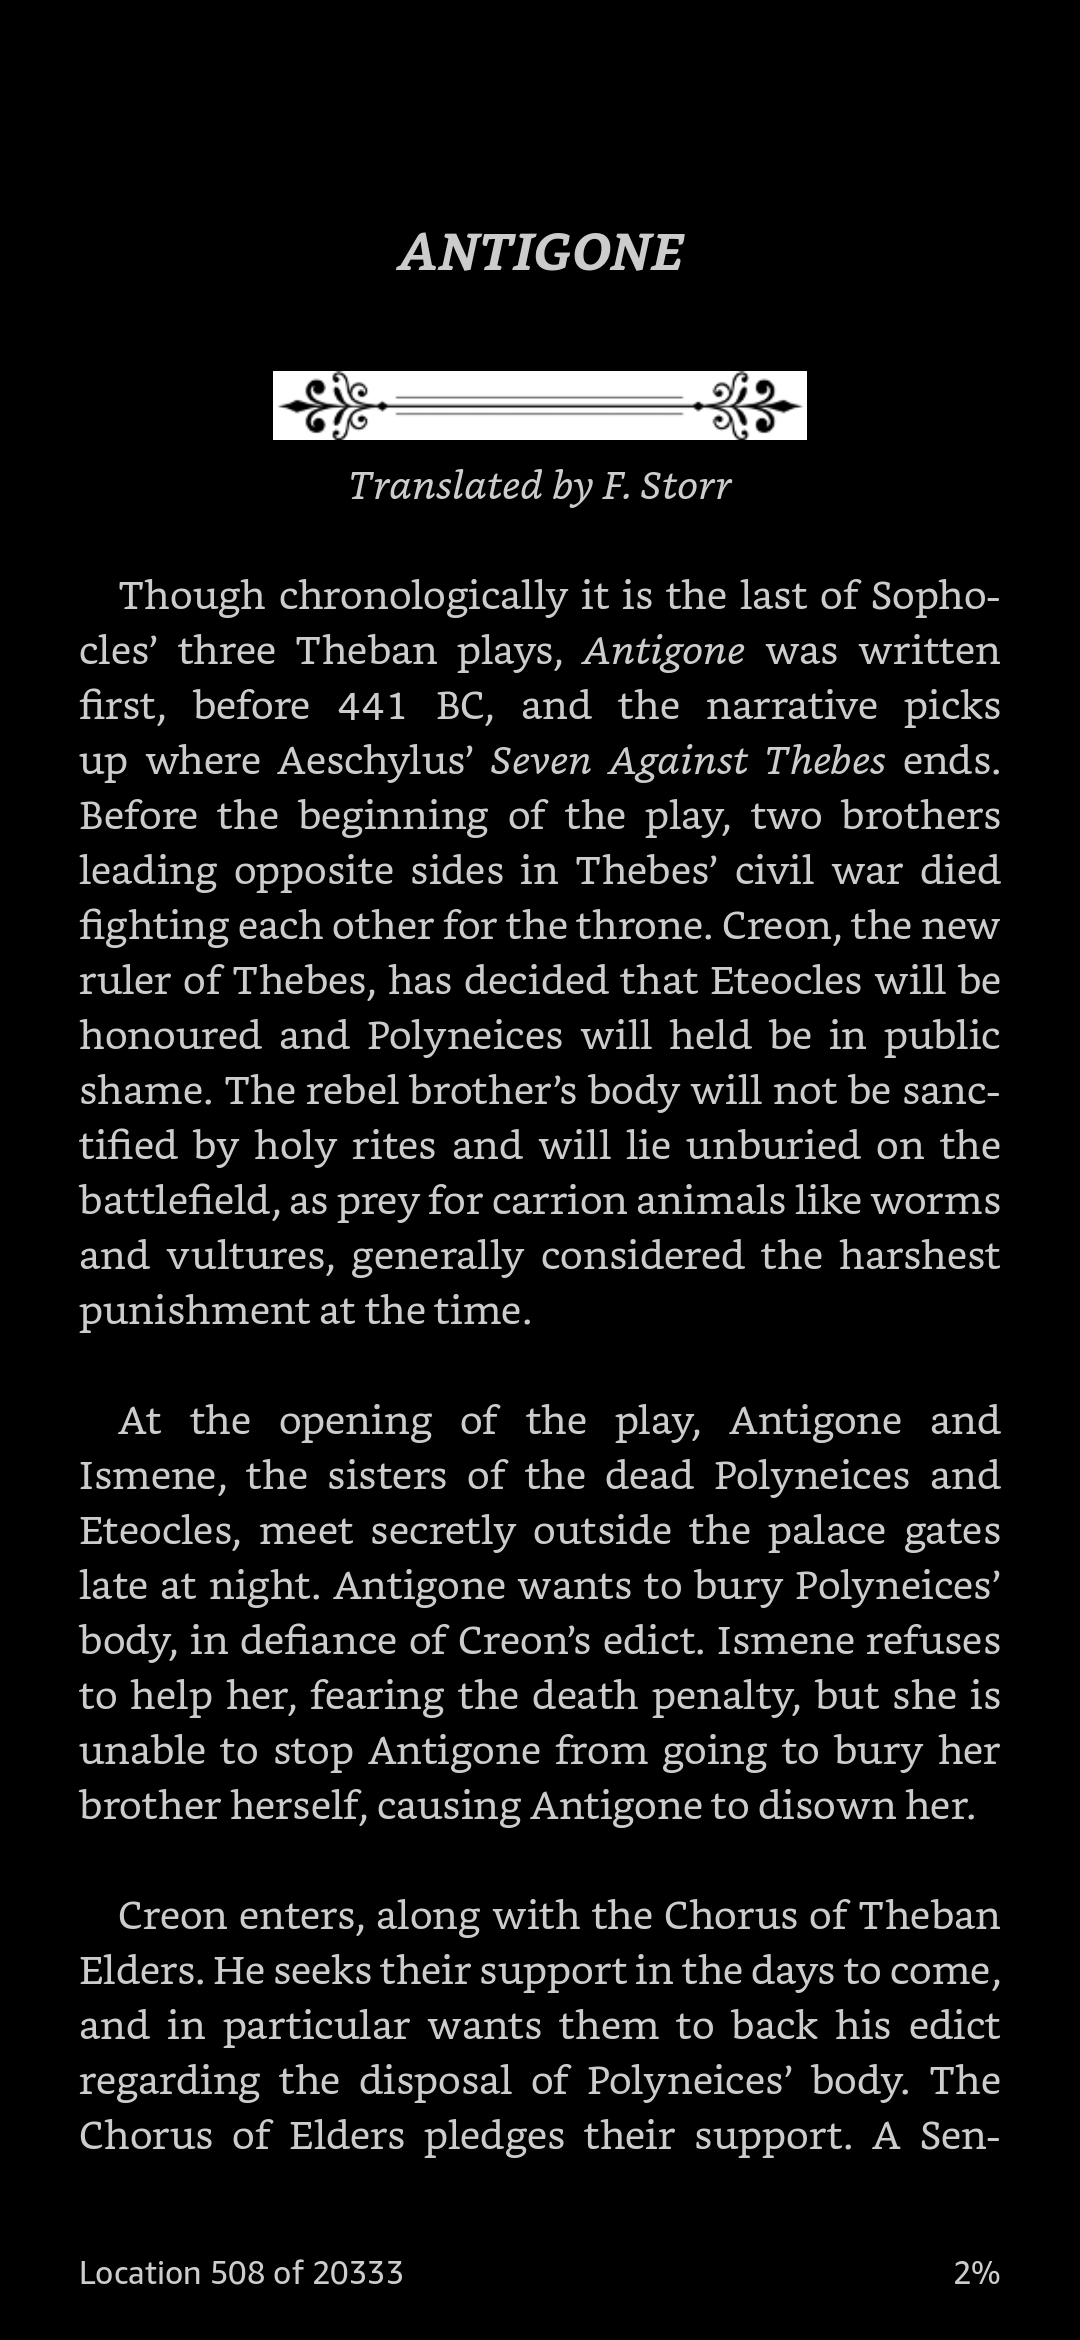 ANTIGONE
Translated by F. Storr
Though chronologically it is the last of Sopho-
cles’ three Theban plays, Antigone was written
first, before 441 BC, and the narrative picks
up where Aeschylus’ Seven Against Thebes ends.
Before the beginning of the play, two brothers
leading opposite sides in Thebes’ civil war died
fighting each other for the throne. Creon, the new
ruler of Thebes, has decided that Eteocles will be
honoured and Polyneices will held be in public
shame. The rebel brother’s body will not be sanc-
tified by holy rites and will lie unburied on the
battlefield, as prey for carrion animals like worms
and vultures, generally considered the harshest
punishment at the time.
At the opening of the play, Antigone and
Ismene, the sisters of the dead Polyneices and
Eteocles, meet secretly outside the palace gates
late at night. Antigone wants to bury Polyneices’
body, in defiance of Creon’s edict. Ismene refuses
to help her, fearing the death penalty, but she is
unable to stop Antigone from going to bury her
brother herself, causing Antigone to disown her.
Creon enters, along with the Chorus of Theban
Elders. He seeks their support in the days to come,
and in particular wants them to back his edict
regarding the disposal of Polyneices’ body. The
Chorus of Elders pledges their support. A Sen-
Location 508 of 20333
2%